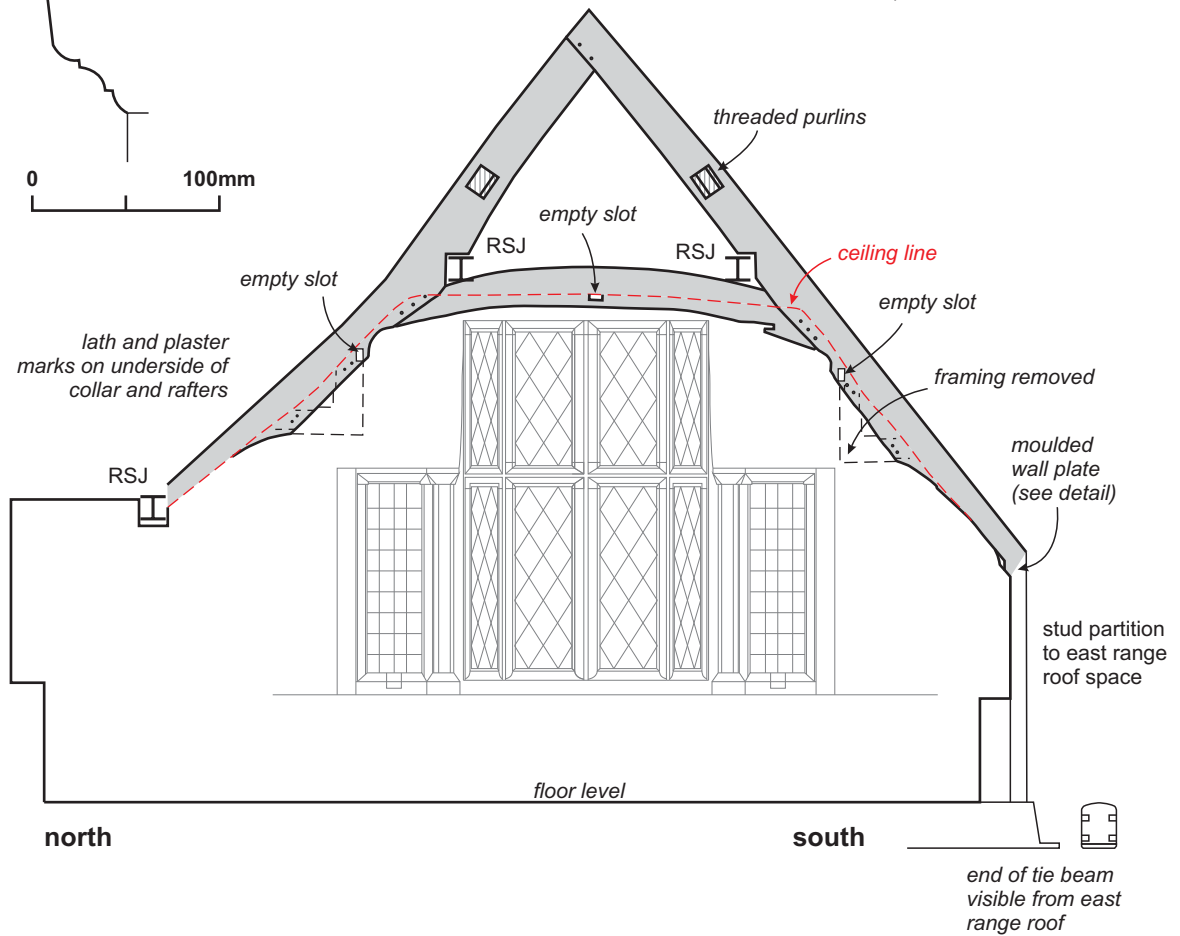 0 100mm
threaded purlins
empty slot
RSJ
RSJ
ceiling line
empty slot
empty slot
lath and plaster
marks on underside of
collar and rafters
framing removed
RSJ
moulded
wall plate
(see detail)
stud partition
to east range
roof space
floor level
north
south
end of tie beam
visible from east
range roof